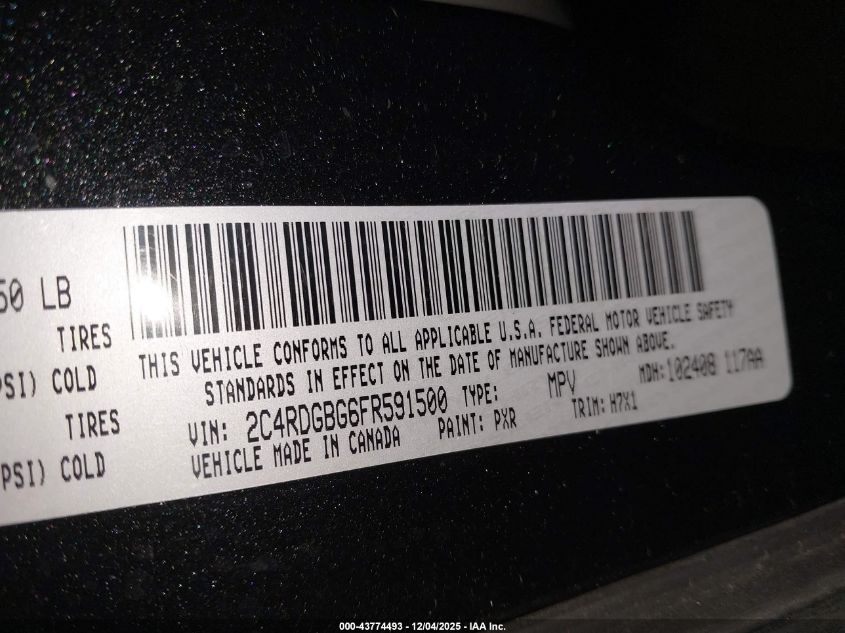 50 LB
TIRES
PSI) COLD
TIRES
PSI) COLD
THIS VEHICLE CONFORMS TO ALL APPLICABLE U.S.A. FEDERAL MOTOR VEHICLE SAFETY
STANDARDS IN EFFECT ON THE DATE OF MANUFACTURE SHOWN ABOVE.
VIN: 2C4RDGBG6FR591500 TYPE: MPV MDH:102408 117AA
VEHICLE MADE IN CANADA PAINT: PXR TRIM: H7X1
000-43774493 - 12/04/2025 - IAA Inc.